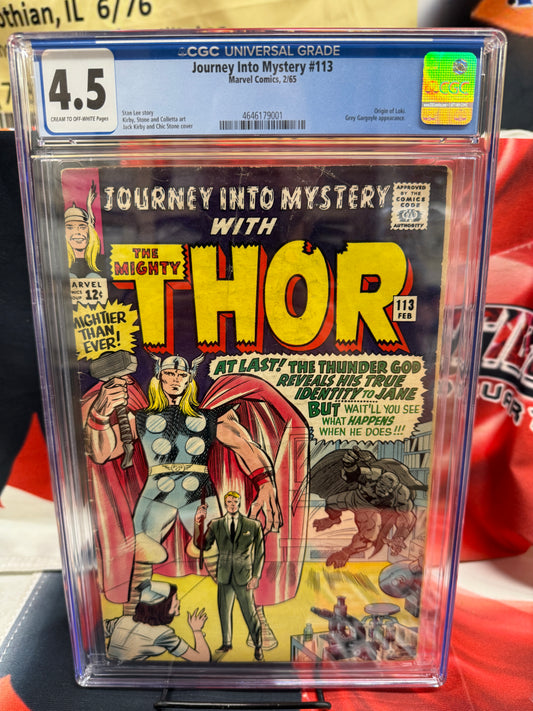 othian, IL 6/76
CGC UNIVERSAL GRADE
4.5
CREAM TO OFF-WHITE Pages
Journey Into Mystery #113
Marvel Comics, 2/65
Stan Lee story
Kirby, Stone and Colletta art
Jack Kirby and Chic Stone cover
4646179001
Origin of Loki.
Grey Gargoyle appearance.
CGC
JOURNEY INTO MYSTERY
WITH
THE MIGHTY
THOR
APPROVED BY THE COMICS CODE AUTHORITY
ARVEL
MICS
OUP
12¢
113
FEB
MIGHTIER THAN EVER!
AT LAST! THE THUNDER GOD
REVEALS HIS TRUE
IDENTITY TO JANE
BUT WAIT'LL YOU SEE
WHAT HAPPENS
WHEN HE DOES!!!